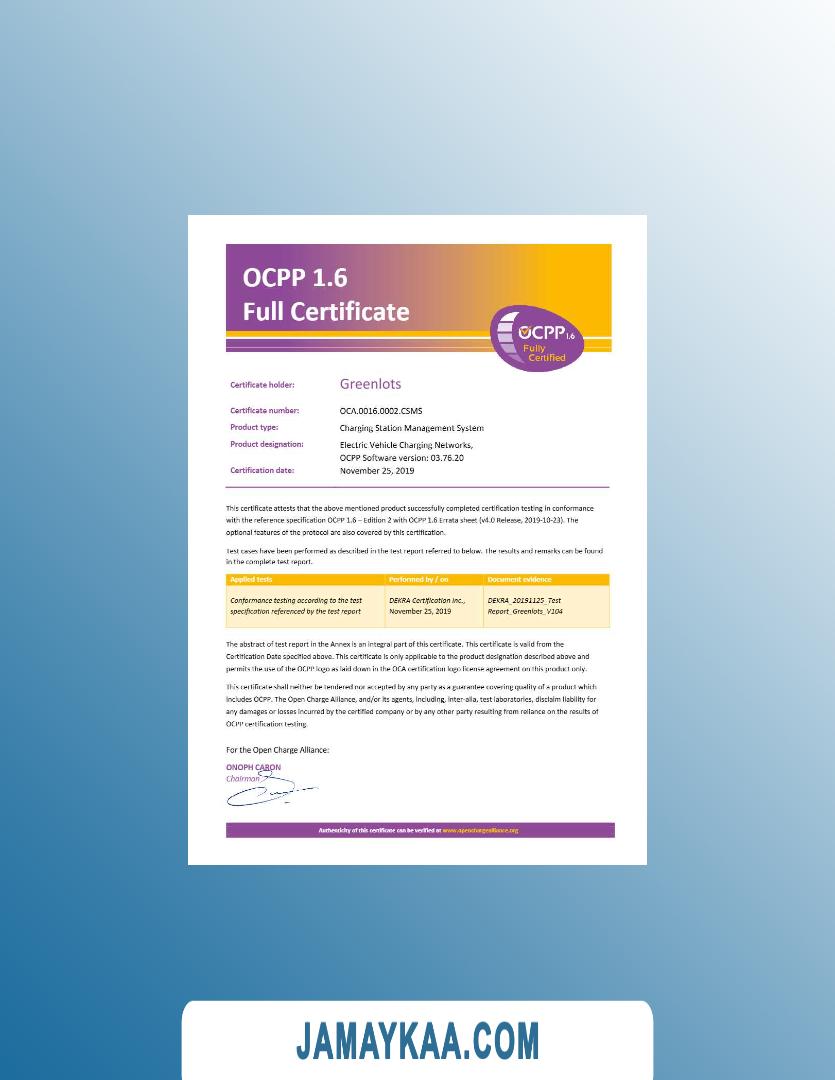 OCPP 1.6
Full Certificate
OCPP 1.6
Fully
Certified
Certificate holder: Greenlots
Certificate number: OCA.0016.0002.CSMS
Product type: Charging Station Management System
Product designation: Electric Vehicle Charging Networks,
OCPP Software version: 03.76.20
Certification date: November 25, 2019
This certificate attests that the above mentioned product successfully completed certification testing in conformance
with the reference specification OCPP 1.6 – Edition 2 with OCPP 1.6 Errata sheet (v4.0 Release, 2019-10-23). The
optional features of the protocol are also covered by this certification.
Test cases have been performed as described in the test report referred to below. The results and remarks can be found
in the complete test report.
Applied tests Performed by / on Document evidence
Conformance testing according to the test DEKRA Certification Inc., DEKRA_20191125_Test
specification referenced by the test report November 25, 2019 Report_Greenlots_V104
The abstract of test report in the Annex is an integral part of this certificate. This certificate is valid from the
Certification Date specified above. This certificate is only applicable to the product designation described above and
permits the use of the OCPP logo as laid down in the OCA certification logo license agreement on this product only.
This certificate shall neither be tendered not accepted by any party as a guarantee covering quality of a product which
includes OCPP. The Open Charge Alliance, and/or its agents, including, inter-alia, test laboratories, disclaim liability for
any damages or losses incurred by the certified company or by any other party resulting from reliance on the results of
OCPP certification testing.
For the Open Charge Alliance:
ONOPH CARON
Chairman
Authenticity of this certificate can be verified at www.openchargealliance.org
JAMAYKAA.COM